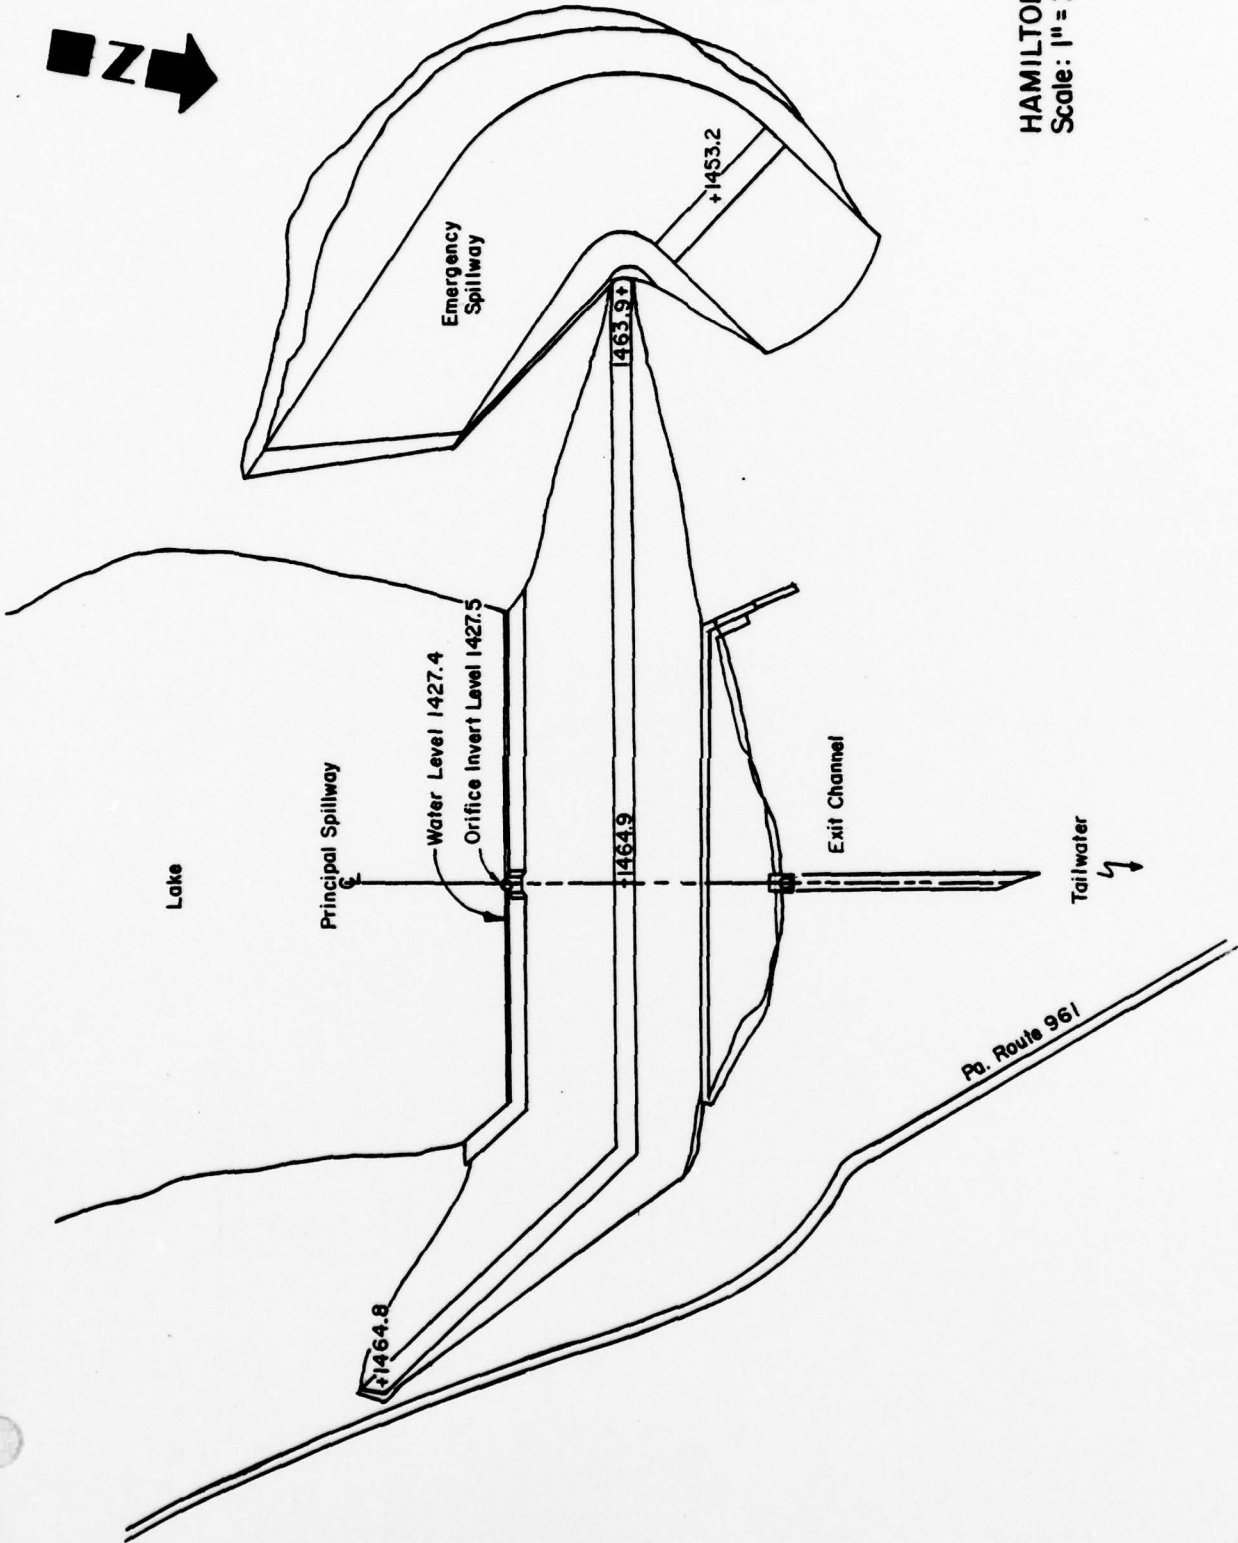 N
HAMILTO
Scale: 1" =
+1453.2
Emergency
Spillway
1463.9+
Water Level 1427.4
Orifice Invert Level 1427.5
Principal Spillway
℄
Lake
+1464.9
Exit Channel
Tailwater
Pa. Route 961
+1464.8